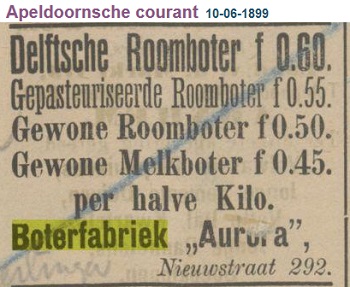 Apeldoornsche courant 10-06-1899
Delftsche Roomboter f 0.60.
Gepasteuriseerde Roomboter f 0.55.
Gewone Roomboter f 0.50.
Gewone Melkboter f 0.45.
per halve Kilo.
Boterfabriek „Aurora”,
Nieuwstraat 292.